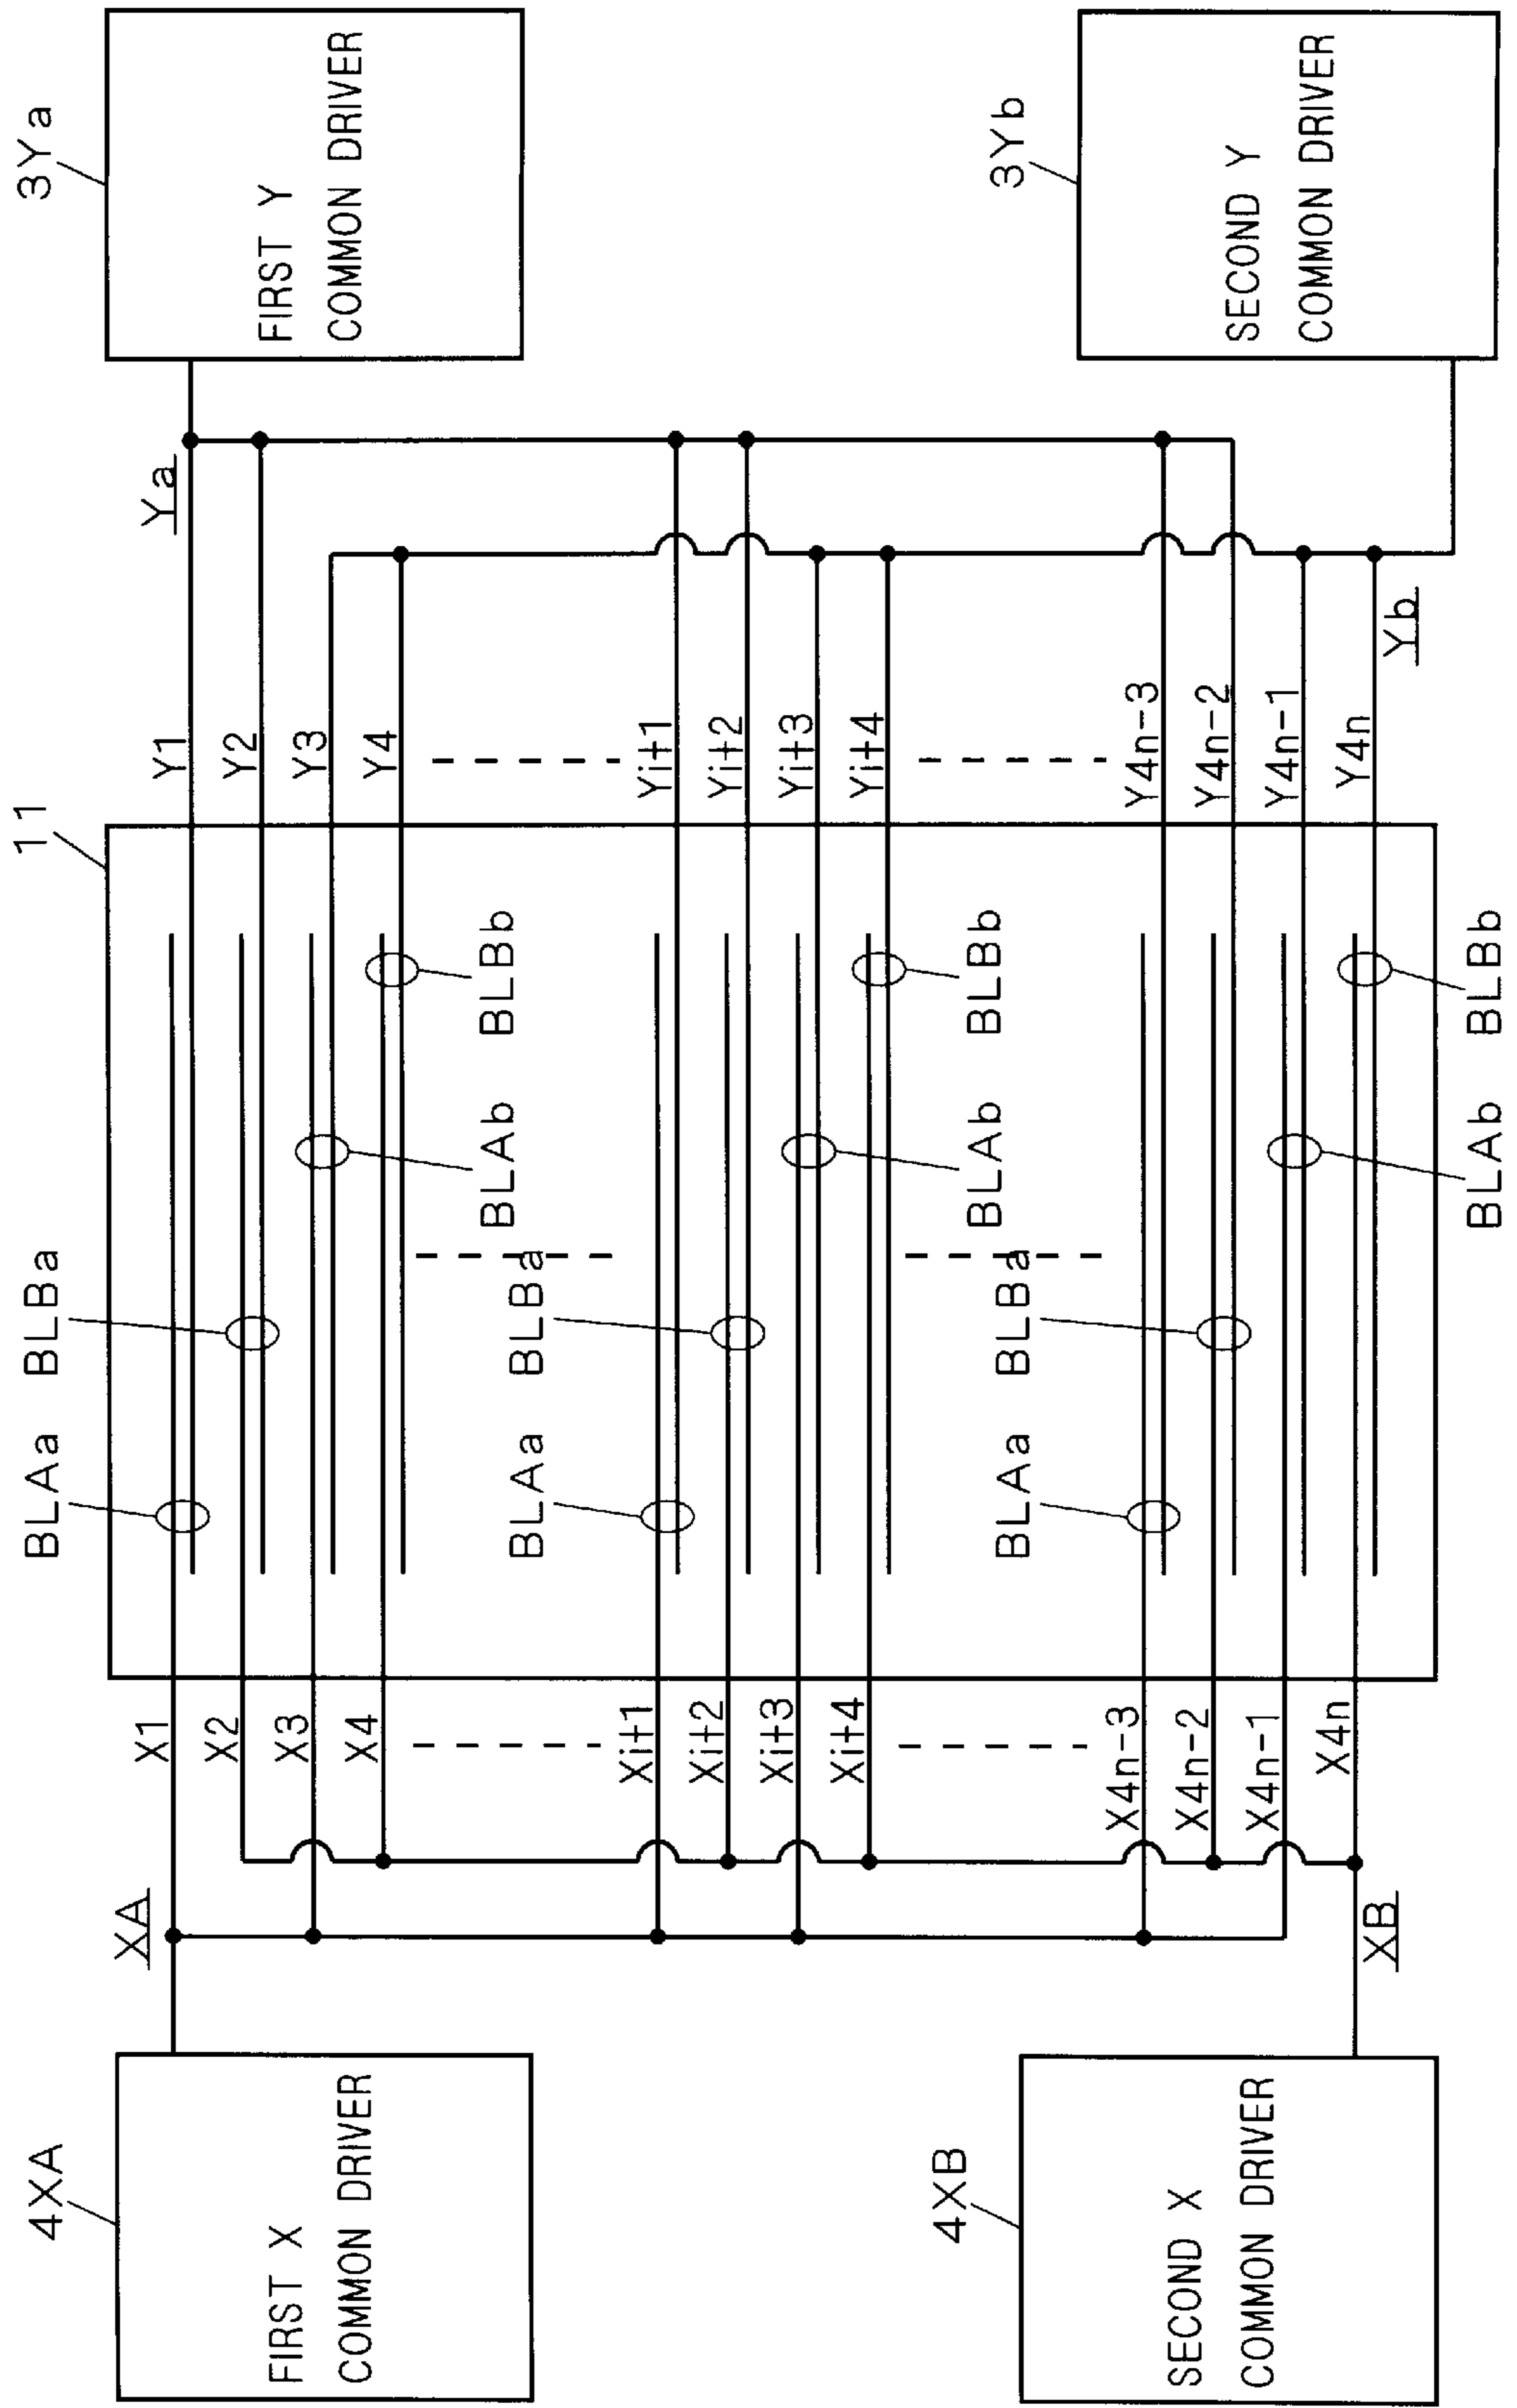 4XA
FIRST X
COMMON DRIVER
4XB
SECOND X
COMMON DRIVER
XA
XB
X1
X2
X3
X4
Xi+1
Xi+2
Xi+3
Xi+4
X4n-3
X4n-2
X4n-1
X4n
11
BLAa
BLBa
BLAb
BLBb
BLAa
BLBa
BLAb
BLBb
BLAa
BLBa
BLAb
BLBb
Y1
Y2
Y3
Y4
Yi+1
Yi+2
Yi+3
Yi+4
Y4n-3
Y4n-2
Y4n-1
Y4n
Ya
Yb
3Ya
FIRST Y
COMMON DRIVER
3Yb
SECOND Y
COMMON DRIVER